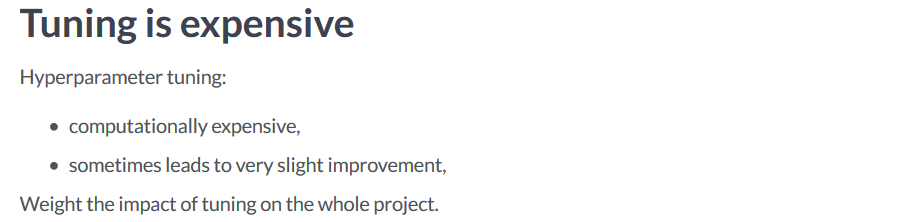 Tuning is expensive
Hyperparameter tuning:
• computationally expensive,
• sometimes leads to very slight improvement,
Weight the impact of tuning on the whole project.